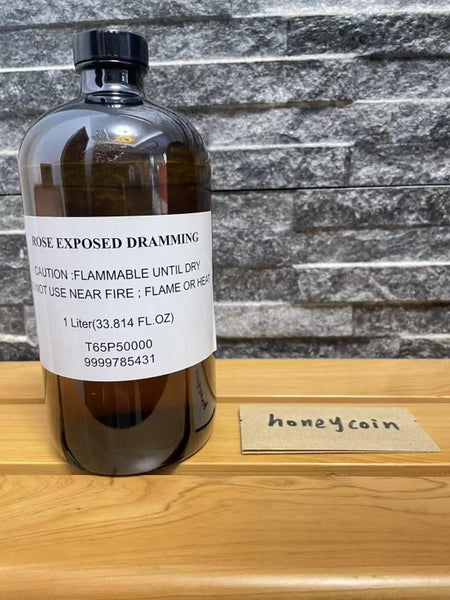 ROSE EXPOSED DRAMMING
CAUTION :FLAMMABLE UNTIL DRY
NOT USE NEAR FIRE ; FLAME OR HEAT
1 Liter(33.814 FL.OZ)
T65P50000
9999785431
honeycoin